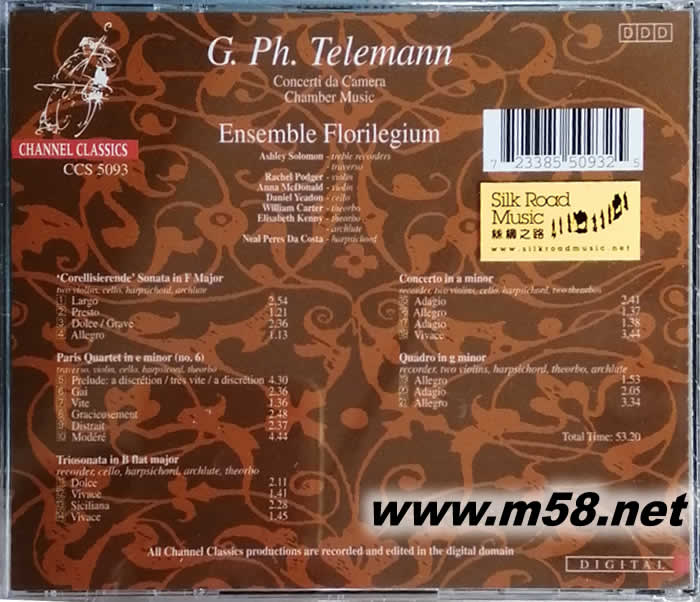 G. Ph. Telemann
Concerti da Camera
Chamber Music
Ensemble Florilegium
DDD
CHANNEL CLASSICS
CCS 5093
Ashley Solomon - treble recorders
- traverso
Rachel Podger - violin
Anna McDonald - violin
Daniel Yeadon - cello
William Carter - theorbo
Elisabeth Kenny - theorbo
- archlute
Neal Peres Da Costa - harpsichord
7 23385 50932 5
Silk Road
Music
絲綢之路
www.silkroadmusic.net
'Corellisierende' Sonata in F Major
two violins, cello, harpsichord, archlute
1 Largo 2.54
2 Presto 1.21
3 Dolce / Grave 2.36
4 Allegro 1.13
Paris Quartet in e minor (no. 6)
traverso, violin, cello, harpsichord, theorbo
5 Prelude: a discrétion / tres vite / a discrétion 4.30
6 Gai 2.36
7 Vite 1.36
8 Gracieusement 2.48
9 Distrait 2.37
10 Modéré 4.44
Triosonata in B flat major
recorder, cello, harpsichord, archlute, theorbo
Dolce 2.11
Vivace 1.41
Siciliana 2.28
Vivace 1.45
Concerto in a minor
recorder, two violins, cello, harpsichord, two theorbos
Adagio 2.41
Allegro 1.37
Adagio 1.28
Vivace 3.44
Quadro in g minor
recorder, two violins, harpsichord, theorbo, archlute
Allegro 1.53
Adagio 2.05
Allegro 3.34
Total Time: 53.20
www.m58.net
All Channel Classics productions are recorded and edited in the digital domain
DIGITAL